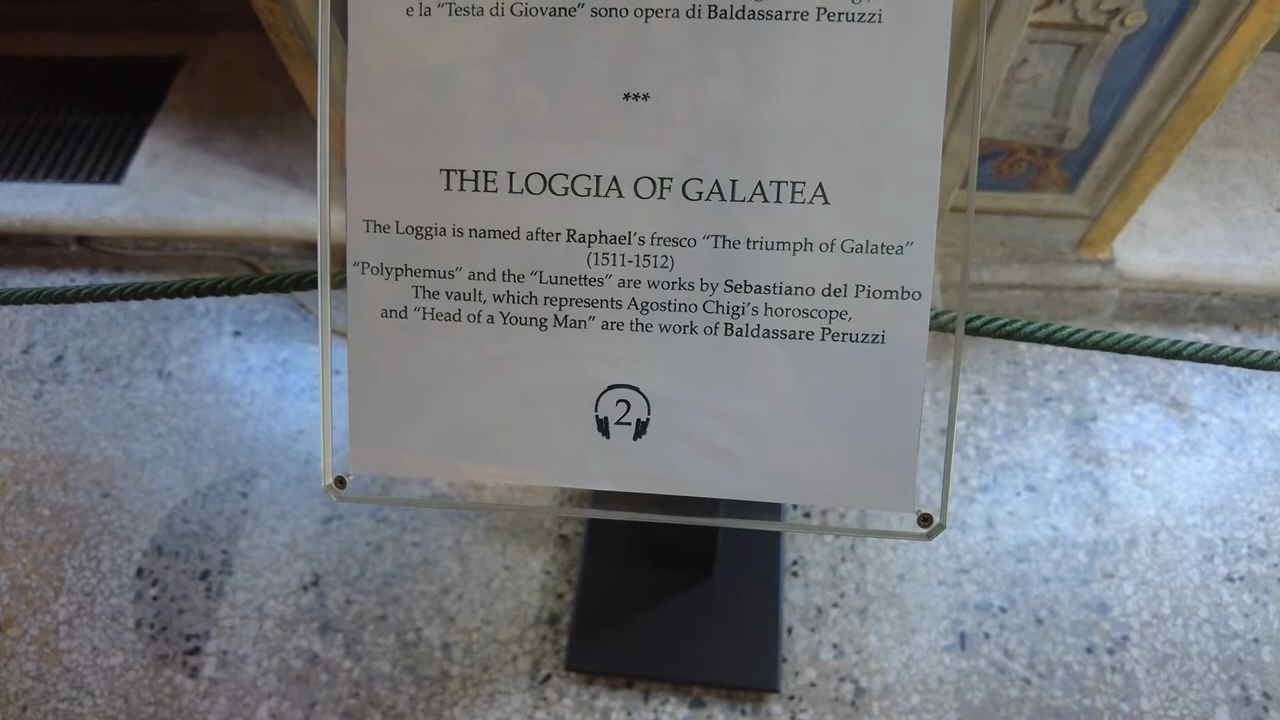 e la “Testa di Giovane” sono opera di Baldassarre Peruzzi
***
THE LOGGIA OF GALATEA
The Loggia is named after Raphael’s fresco “The triumph of Galatea”
(1511-1512)
“Polyphemus” and the “Lunettes” are works by Sebastiano del Piombo
The vault, which represents Agostino Chigi’s horoscope,
and “Head of a Young Man” are the work of Baldassare Peruzzi
2